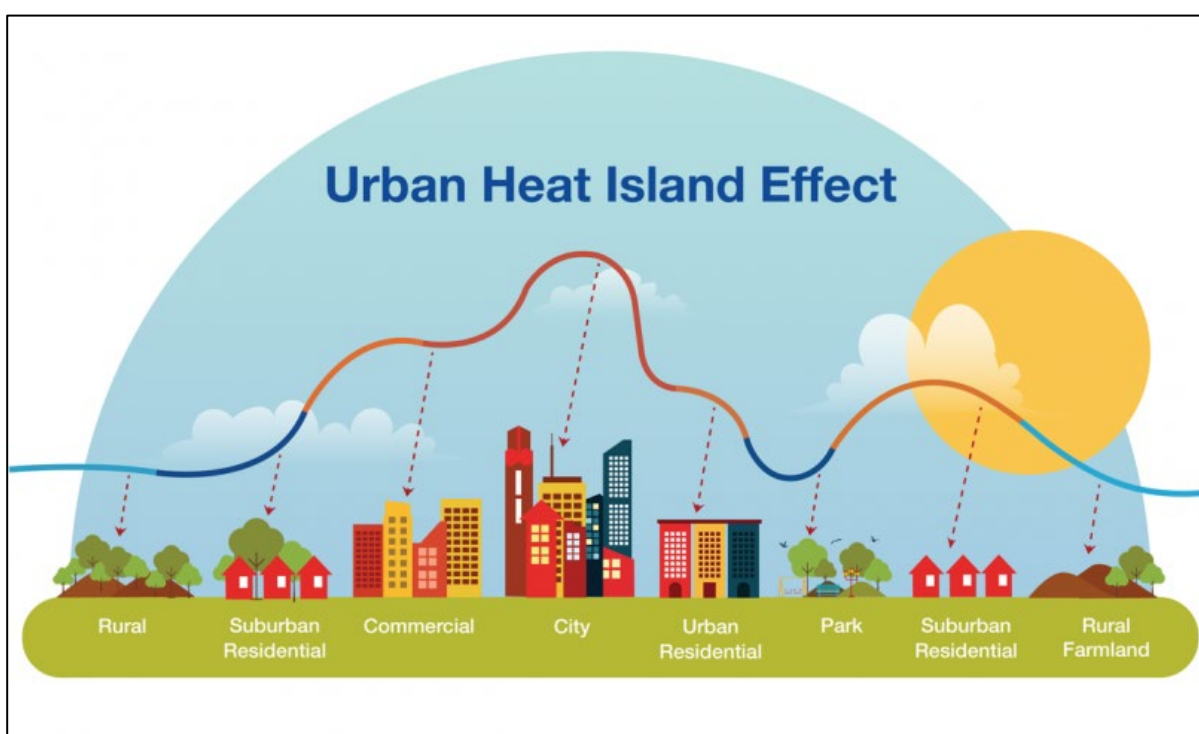 Urban Heat Island Effect
Rural
Suburban
Residential
Commercial
City
Urban
Residential
Park
Suburban
Residential
Rural
Farmland